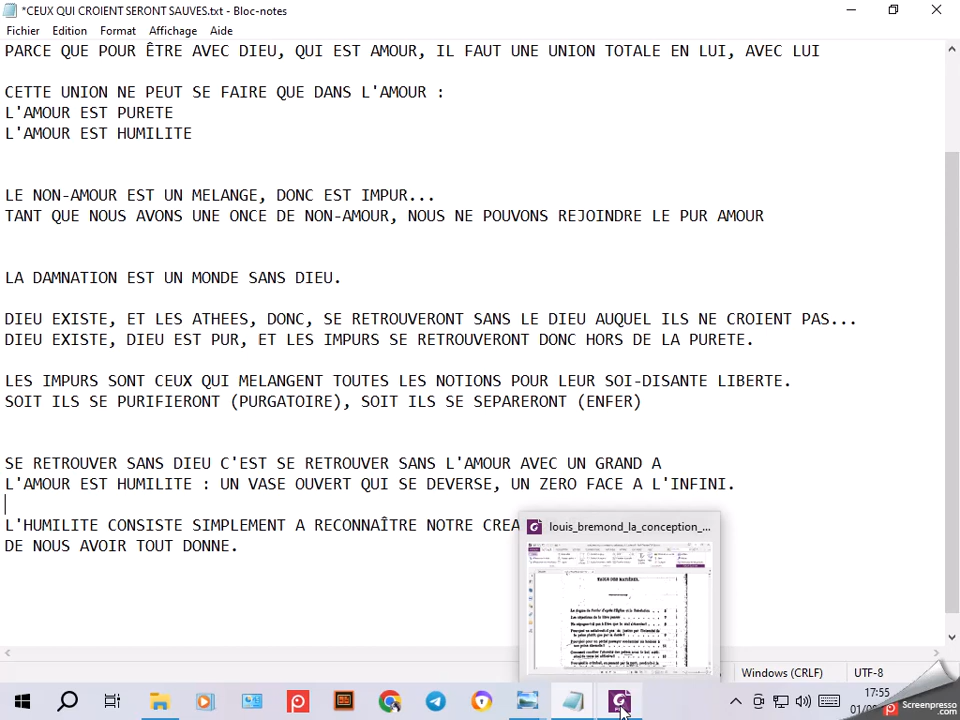 *CEUX QUI CROIENT SERONT SAUVES.txt - Bloc-notes
Fichier Edition Format Affichage Aide
PARCE QUE POUR ÊTRE AVEC DIEU, QUI EST AMOUR, IL FAUT UNE UNION TOTALE EN LUI, AVEC LUI
CETTE UNION NE PEUT SE FAIRE QUE DANS L'AMOUR :
L'AMOUR EST PURETE
L'AMOUR EST HUMILITE
LE NON-AMOUR EST UN MELANGE, DONC EST IMPUR...
TANT QUE NOUS AVONS UNE ONCE DE NON-AMOUR, NOUS NE POUVONS REJOINDRE LE PUR AMOUR
LA DAMNATION EST UN MONDE SANS DIEU.
DIEU EXISTE, ET LES ATHEES, DONC, SE RETROUVERONT SANS LE DIEU AUQUEL ILS NE CROIENT PAS...
DIEU EXISTE, DIEU EST PUR, ET LES IMPURS SE RETROUVERONT DONC HORS DE LA PURETE.
LES IMPURS SONT CEUX QUI MELANGENT TOUTES LES NOTIONS POUR LEUR SOI-DISANTE LIBERTE.
SOIT ILS SE PURIFIERONT (PURGATOIRE), SOIT ILS SE SEPARERONT (ENFER)
SE RETROUVER SANS DIEU C'EST SE RETROUVER SANS L'AMOUR AVEC UN GRAND A
L'AMOUR EST HUMILITE : UN VASE OUVERT QUI SE DEVERSE, UN ZERO FACE A L'INFINI.
L'HUMILITE CONSISTE SIMPLEMENT A RECONNAÎTRE NOTRE CREA
DE NOUS AVOIR TOUT DONNE.
louis_bremond_la_conception_...
TABLE DES MATIÈRES.
Windows (CRLF) UTF-8
17:55
Screenpresso
.com